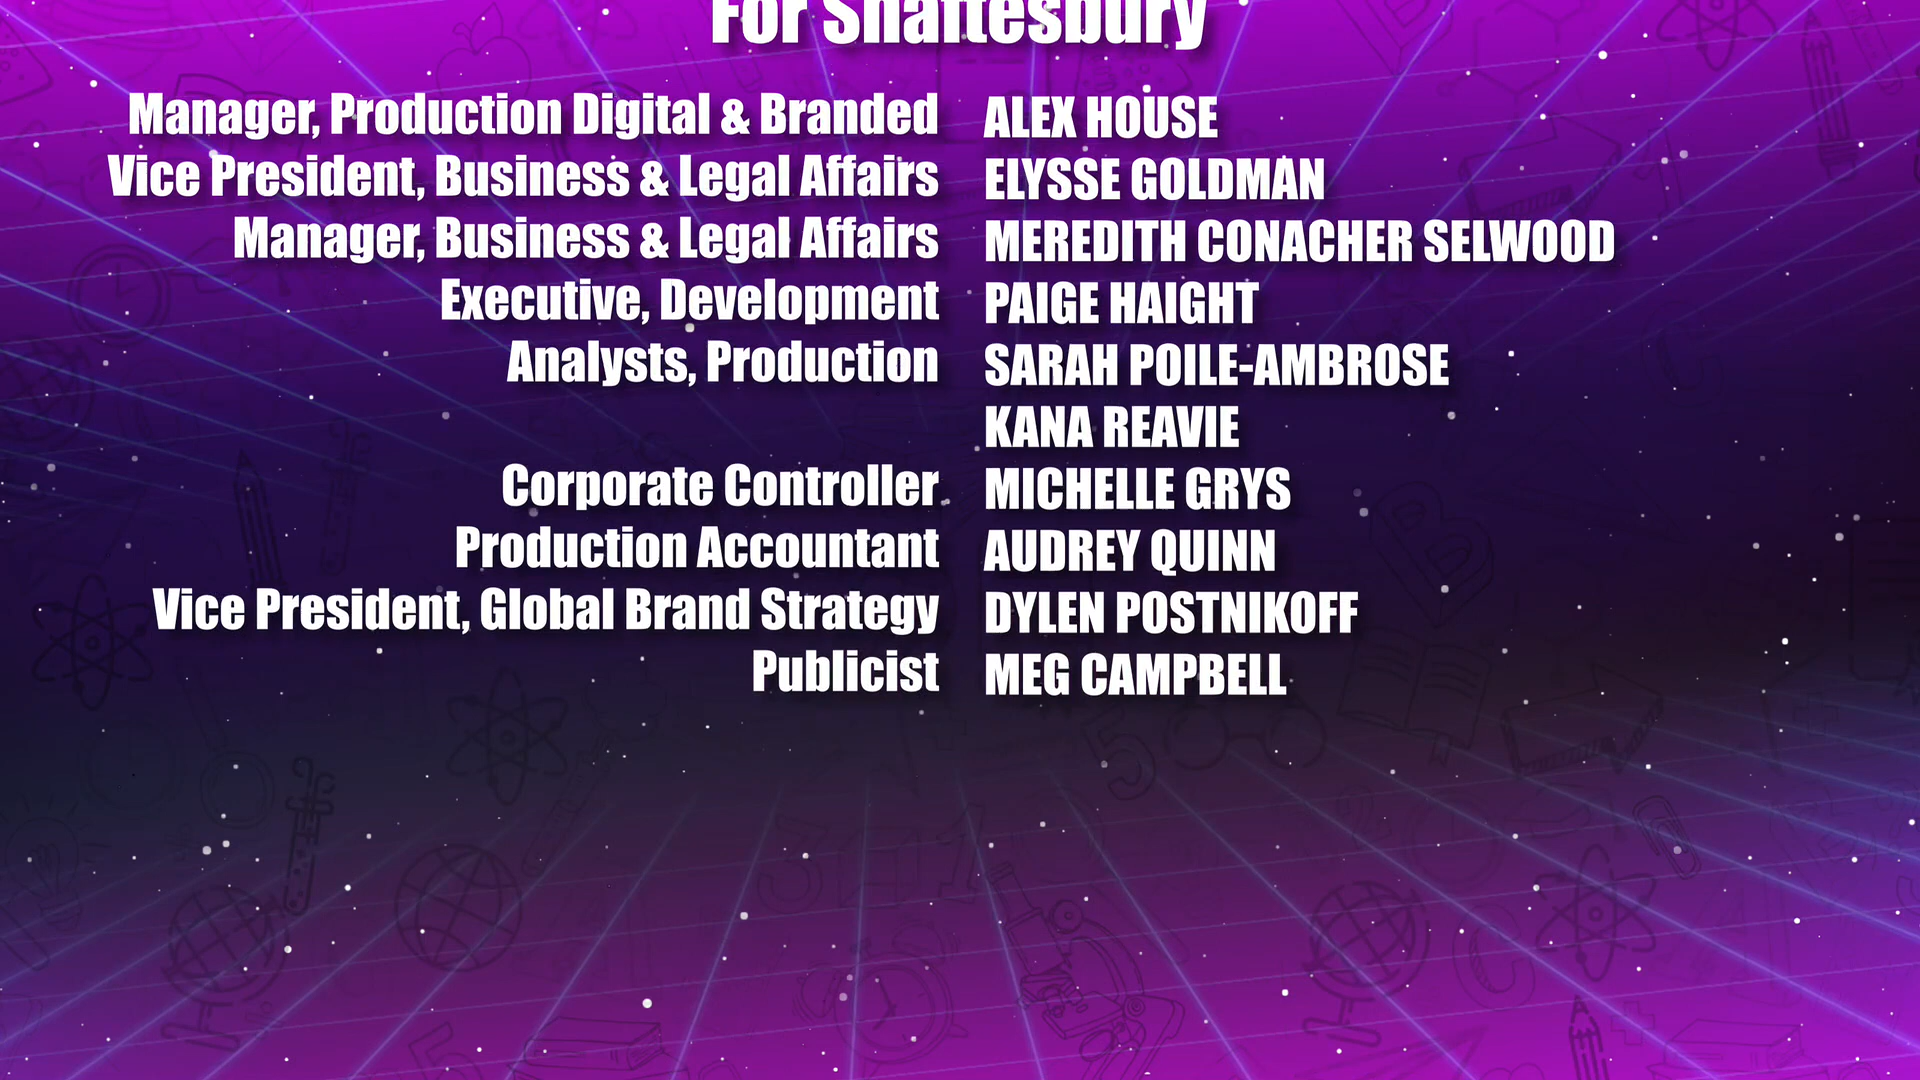 For Shaftesbury
Manager, Production Digital & Branded ALEX HOUSE
Vice President, Business & Legal Affairs ELYSSE GOLDMAN
Manager, Business & Legal Affairs MEREDITH CONACHER SELWOOD
Executive, Development PAIGE HAIGHT
Analysts, Production SARAH POILE-AMBROSE
KANA REAVIE
Corporate Controller MICHELLE GRYS
Production Accountant AUDREY QUINN
Vice President, Global Brand Strategy DYLEN POSTNIKOFF
Publicist MEG CAMPBELL